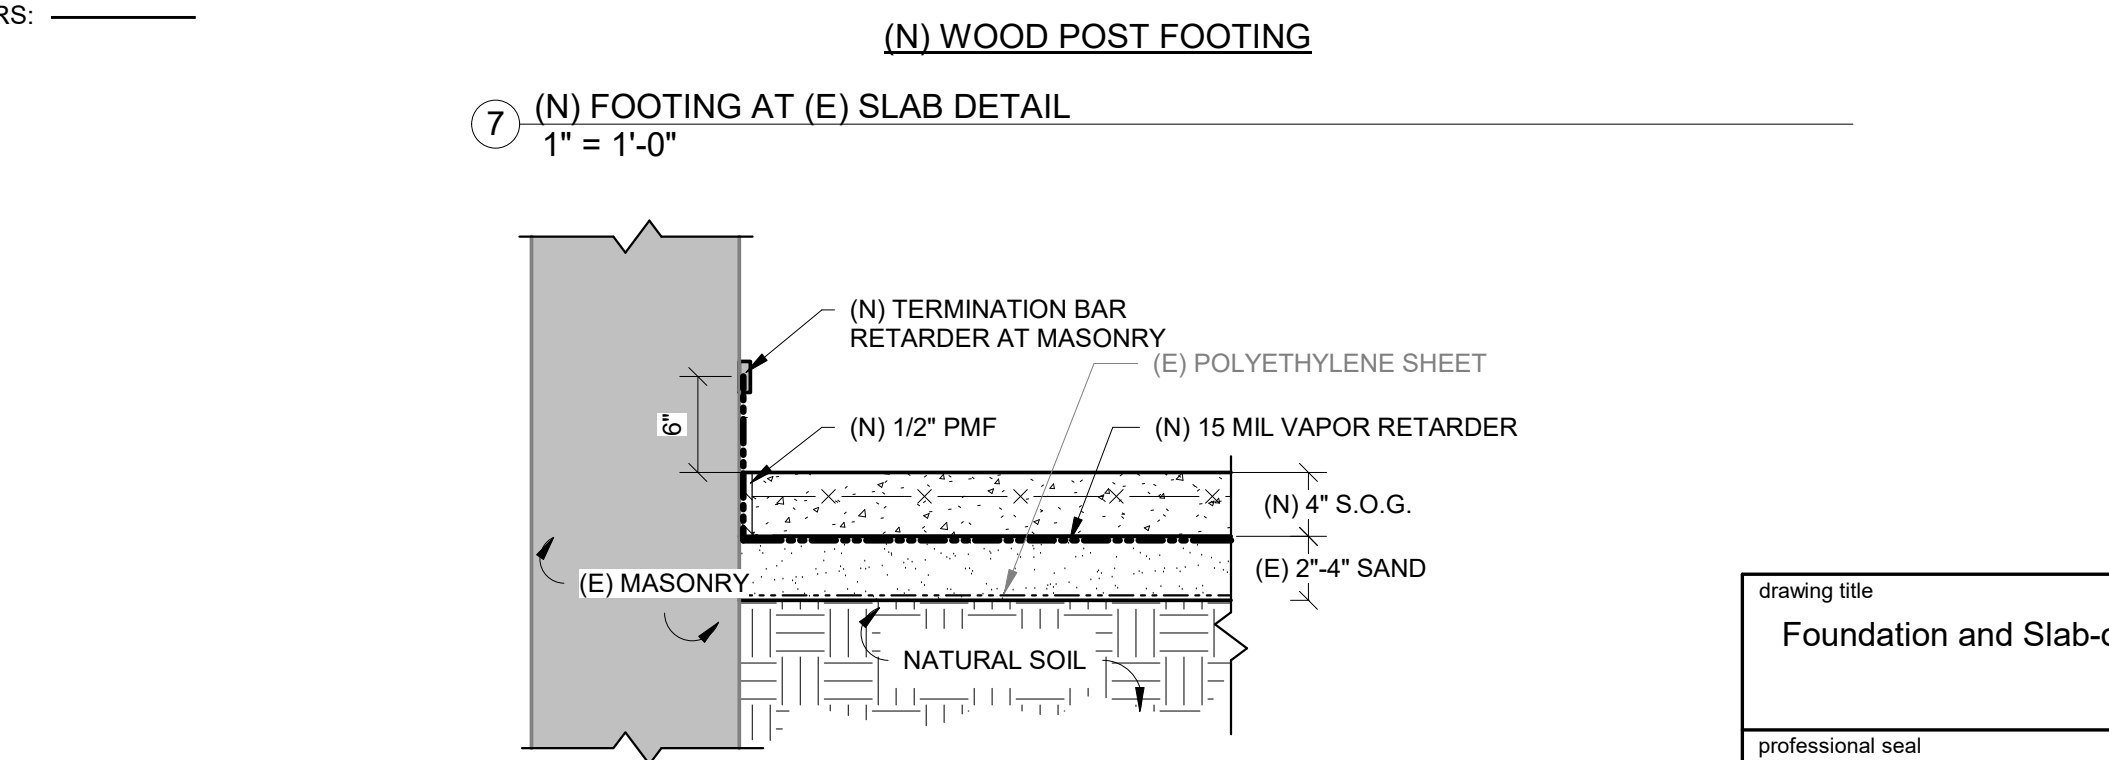 RS:
(N) WOOD POST FOOTING
7
(N) FOOTING AT (E) SLAB DETAIL
1" = 1'-0"
(N) TERMINATION BAR
RETARDER AT MASONRY
(E) POLYETHYLENE SHEET
6"
(N) 1/2" PMF
(N) 15 MIL VAPOR RETARDER
(N) 4" S.O.G.
(E) 2"-4" SAND
(E) MASONRY
NATURAL SOIL
drawing title
Foundation and Slab-
professional seal